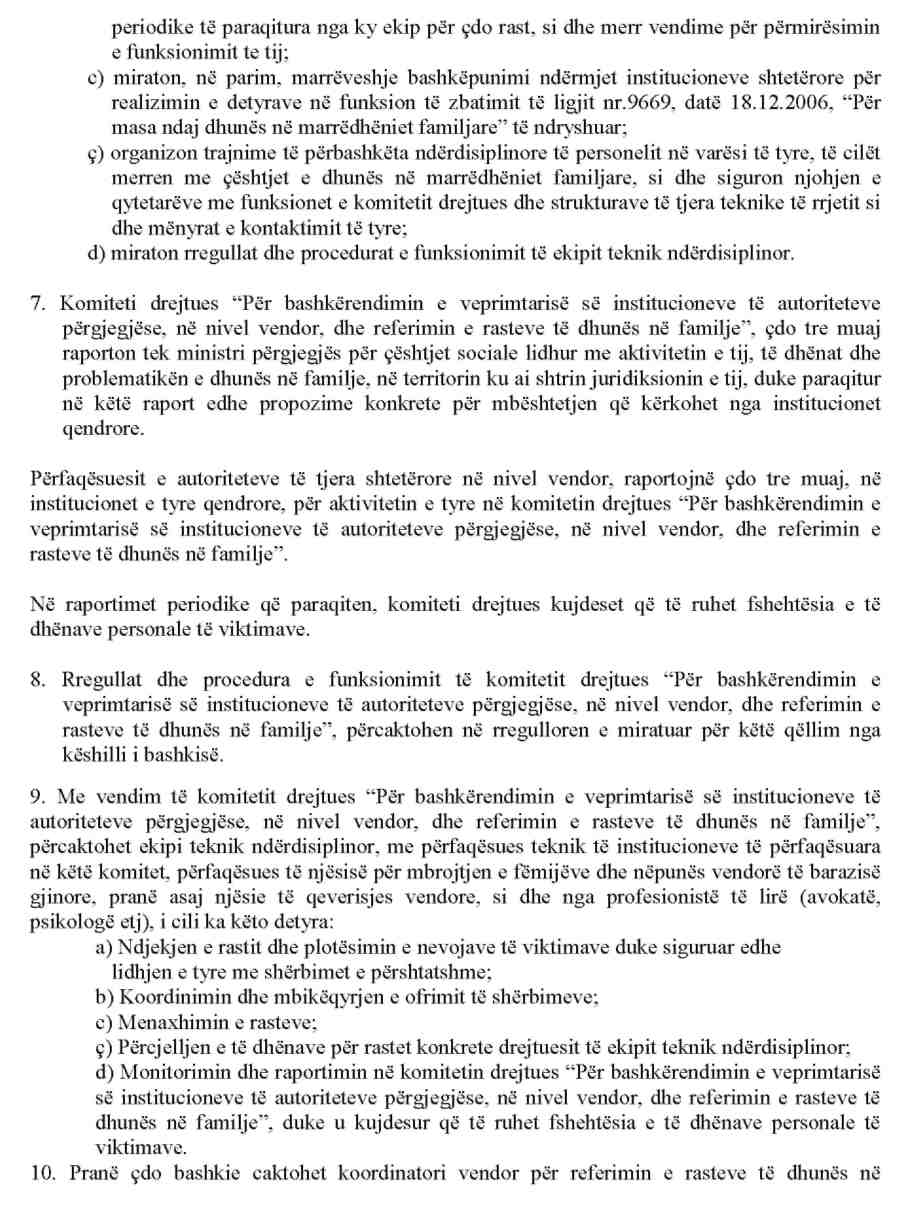 periodike të paraqitura nga ky ekip për çdo rast, si dhe merr vendime për përmirësimin
e funksionimit te tij;
c) miraton, në parim, marrëveshje bashkëpunimi ndërmjet institucioneve shtetërore për
realizimin e detyrave në funksion të zbatimit të ligjit nr.9669, datë 18.12.2006, “Për
masa ndaj dhunës në marrëdhëniet familjare” të ndryshuar;
ç) organizon trajnime të përbashkëta ndërdisiplinore të personelit në varësi të tyre, të cilët
merren me çështjet e dhunës në marrëdhëniet familjare, si dhe siguron njohjen e
qytetarëve me funksionet e komitetit drejtues dhe strukturave të tjera teknike të rrjetit si
dhe mënyrat e kontaktimit të tyre;
d) miraton rregullat dhe procedurat e funksionimit të ekipit teknik ndërdisiplinor.
7. Komiteti drejtues “Për bashkërendimin e veprimtarisë së institucioneve të autoriteteve
përgjegjëse, në nivel vendor, dhe referimin e rasteve të dhunës në familje”, çdo tre muaj
raporton tek ministri përgjegjës për çështjet sociale lidhur me aktivitetin e tij, të dhënat dhe
problematikën e dhunës në familje, në territorin ku ai shtrin juridiksionin e tij, duke paraqitur
në këtë raport edhe propozime konkrete për mbështetjen që kërkohet nga institucionet
qendrore.
Përfaqësuesit e autoriteteve të tjera shtetërore në nivel vendor, raportojnë çdo tre muaj, në
institucionet e tyre qendrore, për aktivitetin e tyre në komitetin drejtues “Për bashkërendimin e
veprimtarisë së institucioneve të autoriteteve përgjegjëse, në nivel vendor, dhe referimin e
rasteve të dhunës në familje”.
Në raportimet periodike që paraqiten, komiteti drejtues kujdeset që të ruhet fshehtësia e të
dhënave personale të viktimave.
8. Rregullat dhe procedura e funksionimit të komitetit drejtues “Për bashkërendimin e
veprimtarisë së institucioneve të autoriteteve përgjegjëse, në nivel vendor, dhe referimin e
rasteve të dhunës në familje”, përcaktohen në rregulloren e miratuar për këtë qëllim nga
këshilli i bashkisë.
9. Me vendim të komitetit drejtues “Për bashkërendimin e veprimtarisë së institucioneve të
autoriteteve përgjegjëse, në nivel vendor, dhe referimin e rasteve të dhunës në familje”,
përcaktohet ekipi teknik ndërdisiplinor, me përfaqësues teknik të institucioneve të përfaqësuara
në këtë komitet, përfaqësues të njësisë për mbrojtjen e fëmijëve dhe nëpunës vendorë të barazisë
gjinore, pranë asaj njësie të qeverisjes vendore, si dhe nga profesionistë të lirë (avokatë,
psikologë etj), i cili ka këto detyra:
a) Ndjekjen e rastit dhe plotësimin e nevojave të viktimave duke siguruar edhe
lidhjen e tyre me shërbimet e përshtatshme;
b) Koordinimin dhe mbikëqyrjen e ofrimit të shërbimeve;
c) Menaxhimin e rasteve;
ç) Përcjelljen e të dhënave për rastet konkrete drejtuesit të ekipit teknik ndërdisiplinor;
d) Monitorimin dhe raportimin në komitetin drejtues “Për bashkërendimin e veprimtarisë
së institucioneve të autoriteteve përgjegjëse, në nivel vendor, dhe referimin e rasteve të
dhunës në familje”, duke u kujdesur që të ruhet fshehtësia e të dhënave personale të
viktimave.
10. Pranë çdo bashkie caktohet koordinatori vendor për referimin e rasteve të dhunës në